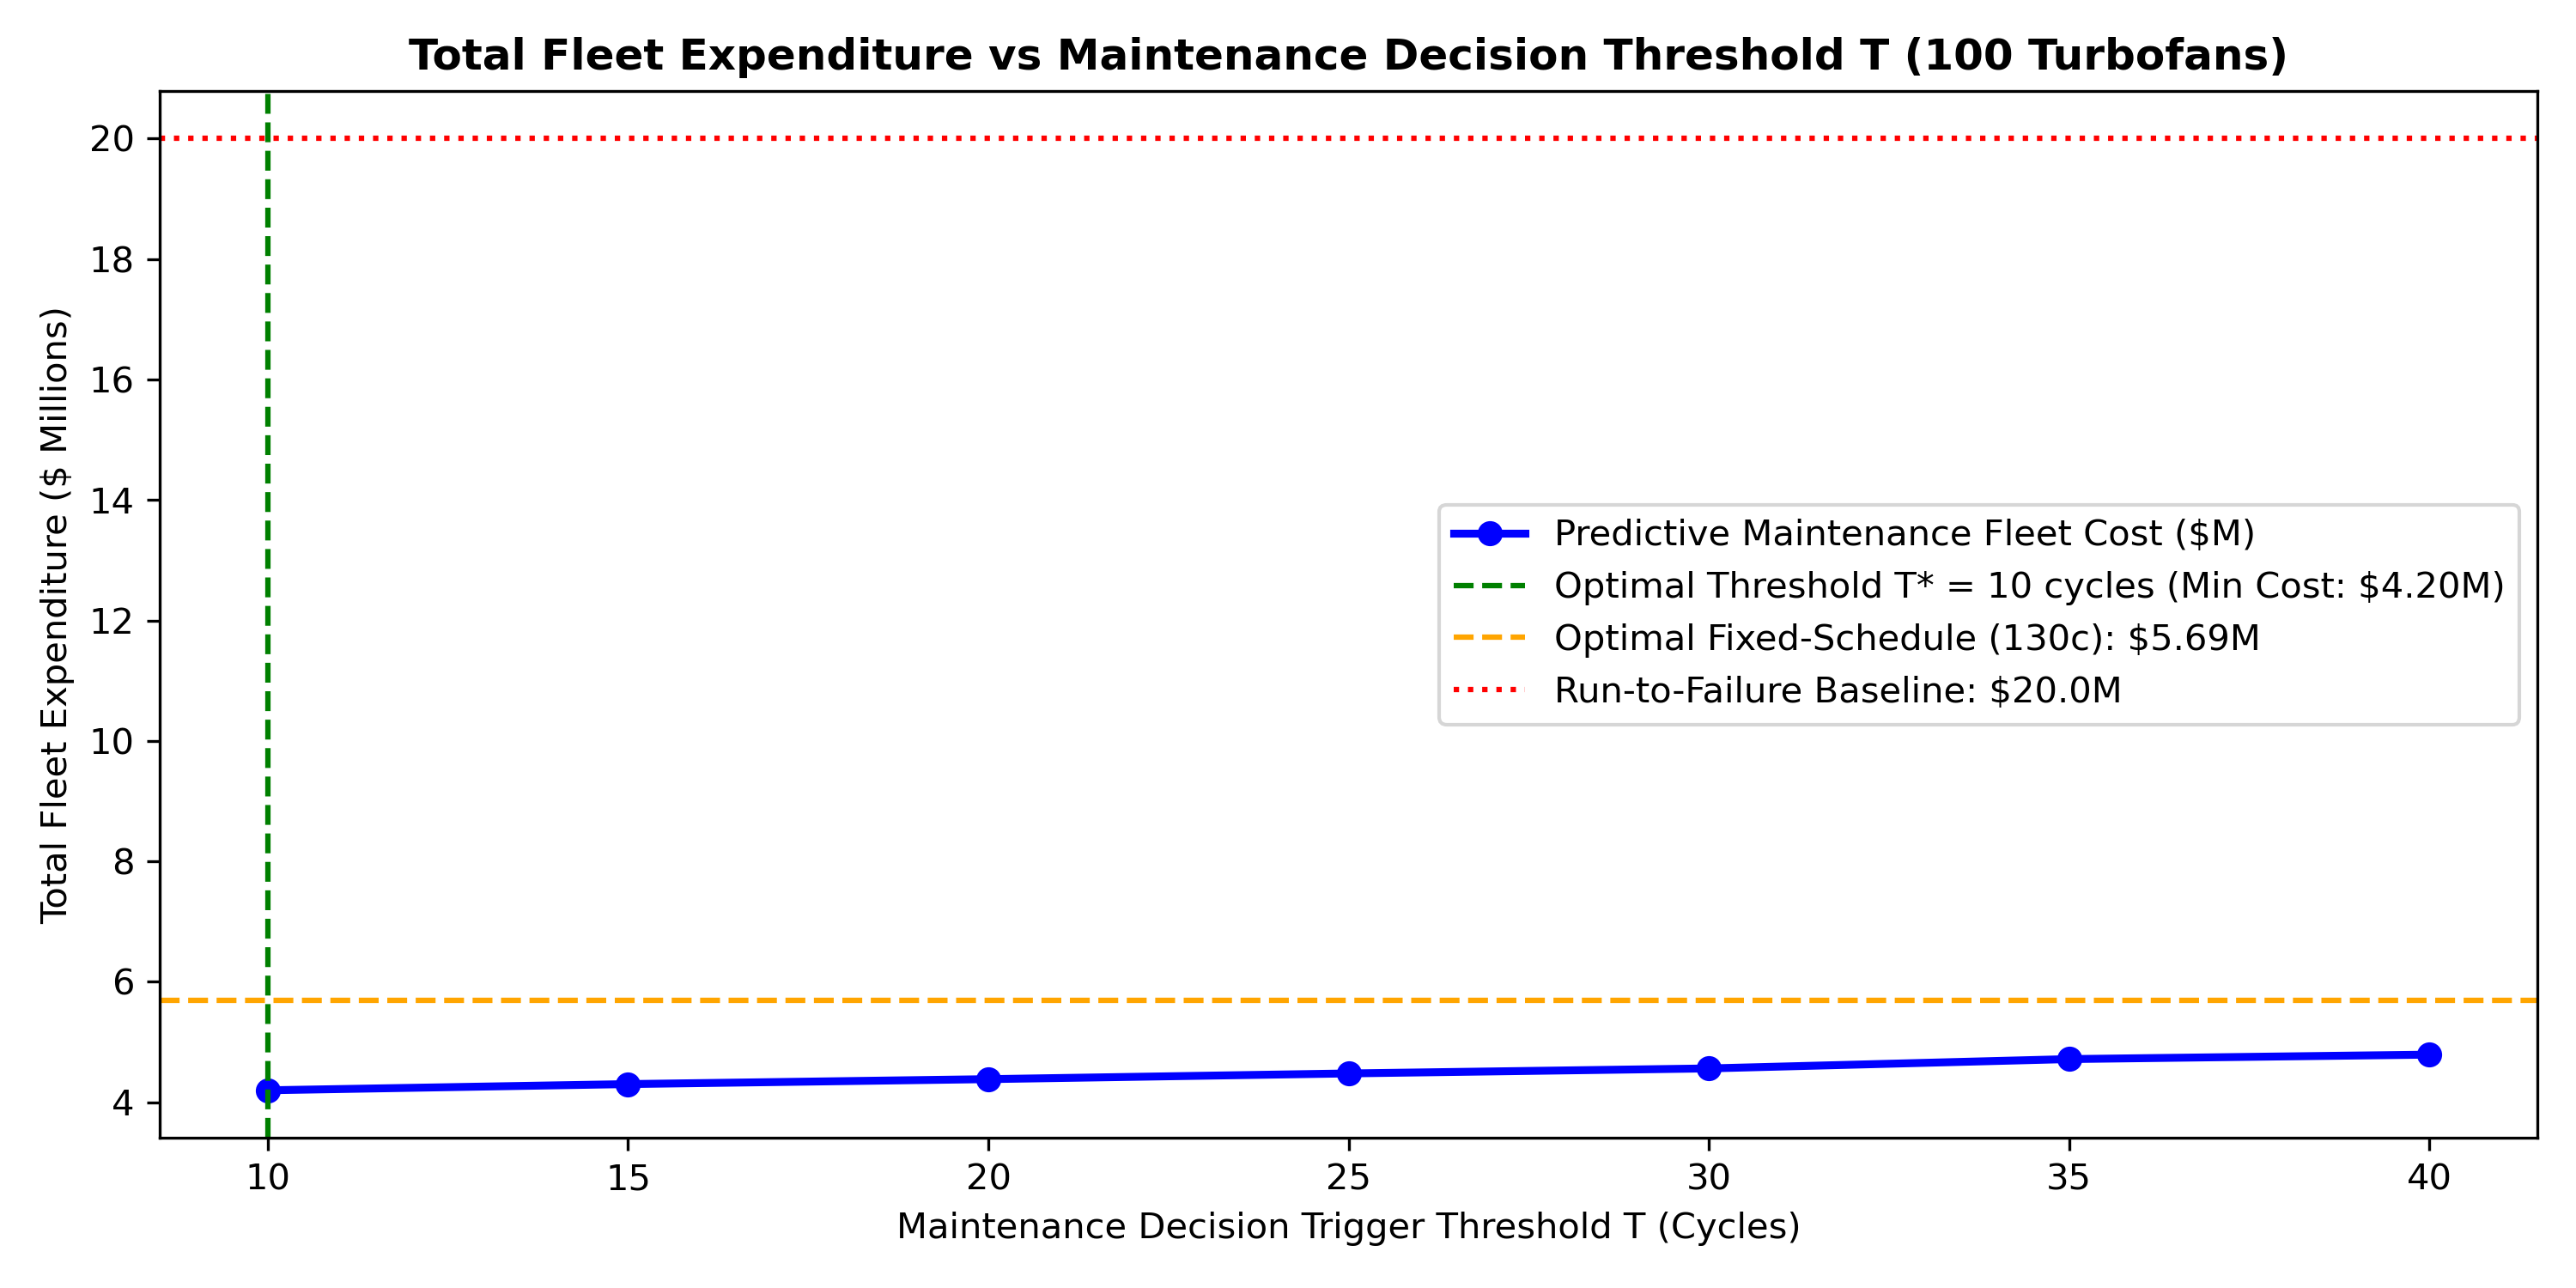 Total Fleet Expenditure vs Maintenance Decision Threshold T (100 Turbofans)
Total Fleet Expenditure ($ Millions)
20
18
16
14
12
10
8
6
4
Predictive Maintenance Fleet Cost ($M)
Optimal Threshold T* = 10 cycles (Min Cost: $4.20M)
Optimal Fixed-Schedule (130c): $5.69M
Run-to-Failure Baseline: $20.0M
10 15 20 25 30 35 40
Maintenance Decision Trigger Threshold T (Cycles)